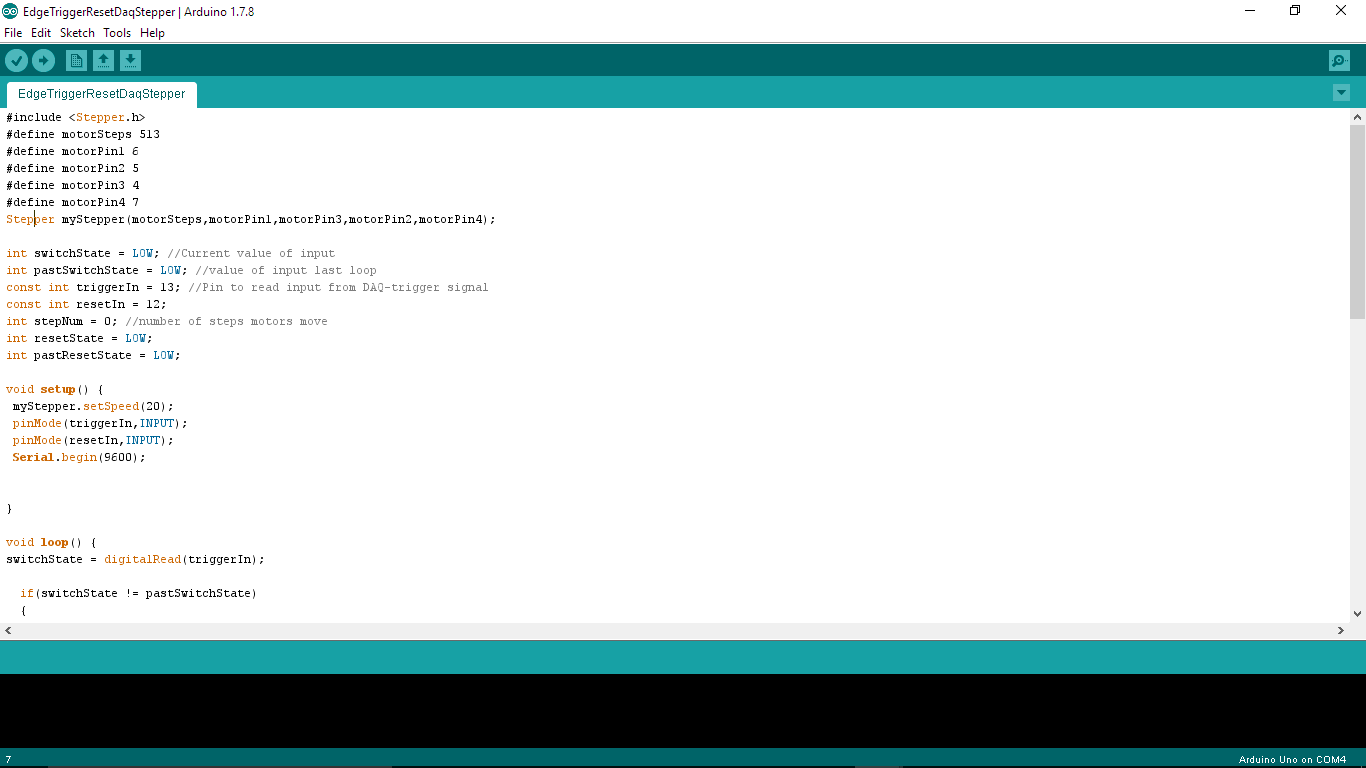 EdgeTriggerResetDaqStepper | Arduino 1.7.8
File Edit Sketch Tools Help
EdgeTriggerResetDaqStepper
#include <Stepper.h>
#define motorSteps 513
#define motorPin1 6
#define motorPin2 5
#define motorPin3 4
#define motorPin4 7
Stepper myStepper(motorSteps,motorPin1,motorPin3,motorPin2,motorPin4);
int switchState = LOW; //Current value of input
int pastSwitchState = LOW; //value of input last loop
const int triggerIn = 13; //Pin to read input from DAQ-trigger signal
const int resetIn = 12;
int stepNum = 0; //number of steps motors move
int resetState = LOW;
int pastResetState = LOW;
void setup() {
myStepper.setSpeed(20);
pinMode(triggerIn,INPUT);
pinMode(resetIn,INPUT);
Serial.begin(9600);
}
void loop() {
switchState = digitalRead(triggerIn);
if(switchState != pastSwitchState)
{
7
Arduino Uno on COM4